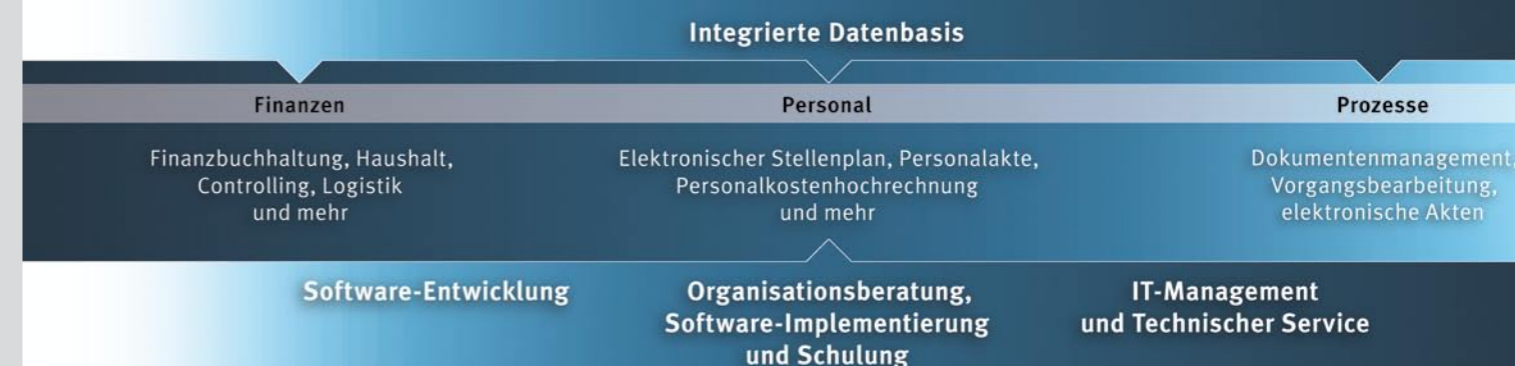 Integrierte Datenbasis
Finanzen
Personal
Prozesse
Finanzbuchhaltung, Haushalt,
Controlling, Logistik
und mehr
Elektronischer Stellenplan, Personalakte,
Personalkostenhochrechnung
und mehr
Dokumentenmanagement,
Vorgangsbearbeitung,
elektronische Akten
Software-Entwicklung
Organisationsberatung,
Software-Implementierung
und Schulung
IT-Management
und Technischer Service